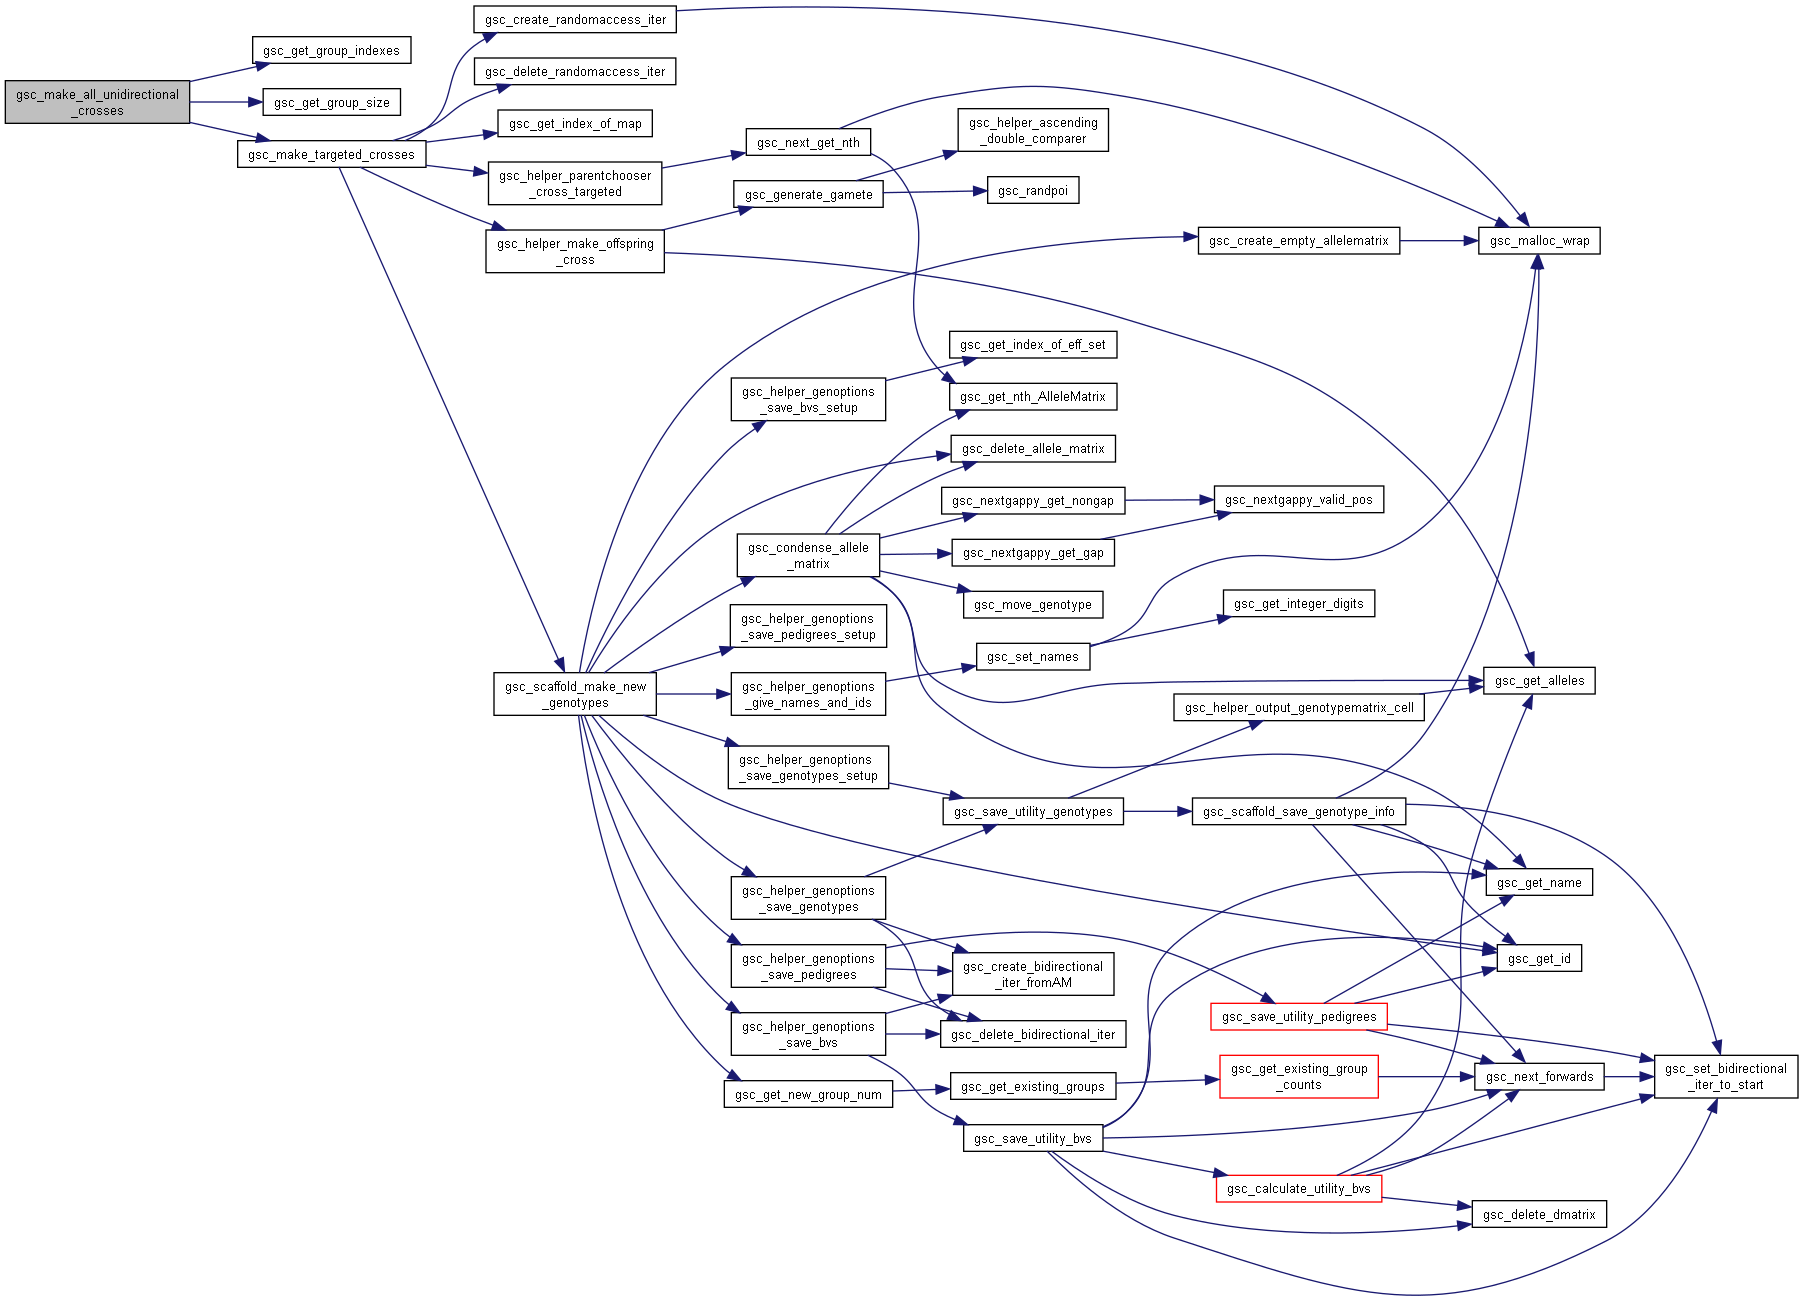 gsc_make_all_unidirectional
_crosses
gsc_get_group_indexes
gsc_get_group_size
gsc_make_targeted_crosses
gsc_create_randomaccess_iter
gsc_delete_randomaccess_iter
gsc_get_index_of_map
gsc_helper_parentchooser
_cross_targeted
gsc_helper_make_offspring
_cross
gsc_scaffold_make_new
_genotypes
gsc_next_get_nth
gsc_generate_gamete
gsc_helper_genoptions
_save_bvs_setup
gsc_condense_allele
_matrix
gsc_helper_genoptions
_save_pedigrees_setup
gsc_helper_genoptions
_give_names_and_ids
gsc_helper_genoptions
_save_genotypes_setup
gsc_helper_genoptions
_save_genotypes
gsc_helper_genoptions
_save_pedigrees
gsc_helper_genoptions
_save_bvs
gsc_get_new_group_num
gsc_helper_ascending
_double_comparer
gsc_randpoi
gsc_get_index_of_eff_set
gsc_get_nth_AlleleMatrix
gsc_delete_allele_matrix
gsc_nextgappy_get_nongap
gsc_nextgappy_get_gap
gsc_move_genotype
gsc_set_names
gsc_save_utility_genotypes
gsc_create_bidirectional
_iter_fromAM
gsc_delete_bidirectional_iter
gsc_get_existing_groups
gsc_save_utility_bvs
gsc_create_empty_allelematrix
gsc_nextgappy_valid_pos
gsc_get_integer_digits
gsc_helper_output_genotypematrix_cell
gsc_scaffold_save_genotype_info
gsc_save_utility_pedigrees
gsc_get_existing_group
_counts
gsc_calculate_utility_bvs
gsc_malloc_wrap
gsc_get_alleles
gsc_get_name
gsc_get_id
gsc_next_forwards
gsc_delete_dmatrix
gsc_set_bidirectional
_iter_to_start